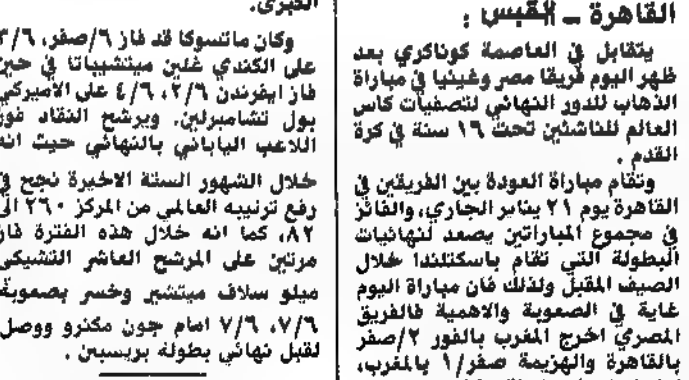 القاهرة ـ القبس :
يتقابل في العاصمة كوناكري بعد
ظهر اليوم فريقا مصر وغينيا في مباراة
الذهاب للدور النهائي لتصفيات كاس
العالم للناشئين تحت ١٦ سنة في كرة
القدم .
وتقام مباراة العودة بين الفريقين في
القاهرة يوم ٢١ يناير الجاري، والفائز
في مجموع المباراتين يصعد لنهائيات
البطولة التي تقام باسكتلندا خلال
الصيف المقبل ولذلك فان مباراة اليوم
غاية في الصعوبة والاهمية فالفريق
المصري اخرج المغرب بالفوز ٢/صفر
بالقاهرة والهزيمة صفر/١ بالمغرب،
الكبرى.
وكان ماتسوكا قد فاز ٦/صفر، ٣/٦
على الكندي غلين ميتشيباتا في حين
فاز ايفرندن ٢/٦، ٤/٦ على الاميركي
بول تشامبرلين. ويرشح النقاد فوز
اللاعب الياباني بالنهائي حيث انه
خلال الشهور الستة الاخيرة نجح في
رفع ترتيبه العالمي من المركز ٢٦٠ الى
٨٢، كما انه خلال هذه الفترة فاز
مرتين على المرشح العاشر التشيكي
ميلو سلاف ميتشير وخسر بصعوبة
٧/٦، ٧/٦ امام جون مكنرو ووصل
لقبل نهائي بطولة بريسبن .